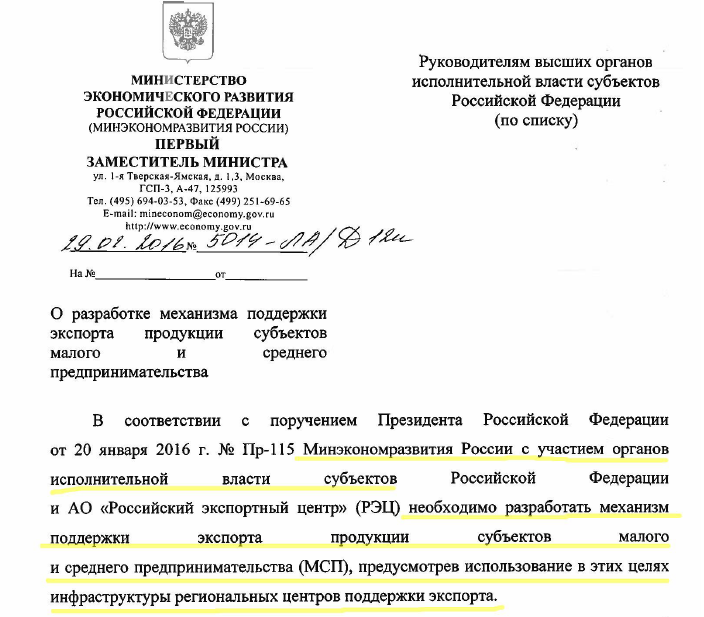 МИНИСТЕРСТВО
ЭКОНОМИЧЕСКОГО РАЗВИТИЯ
РОССИЙСКОЙ ФЕДЕРАЦИИ
(МИНЭКОНОМРАЗВИТИЯ РОССИИ)
ПЕРВЫЙ
ЗАМЕСТИТЕЛЬ МИНИСТРА
ул. 1-я Тверская-Ямская, д. 1,3, Москва,
ГСП-3, А-47, 125993
Тел. (495) 694-03-53, Факс (499) 251-69-65
E-mail: mineconom@economy.gov.ru
http://www.economy.gov.ru
29.02.2016 № 5014-ЛА/Д12и
На № от
Руководителям высших органов
исполнительной власти субъектов
Российской Федерации
(по списку)
О разработке механизма поддержки
экспорта продукции субъектов
малого и среднего
предпринимательства
В соответствии с поручением Президента Российской Федерации
от 20 января 2016 г. № Пр-115 Минэкономразвития России с участием органов
исполнительной власти субъектов Российской Федерации
и АО «Российский экспортный центр» (РЭЦ) необходимо разработать механизм
поддержки экспорта продукции субъектов малого
и среднего предпринимательства (МСП), предусмотрев использование в этих целях
инфраструктуры региональных центров поддержки экспорта.